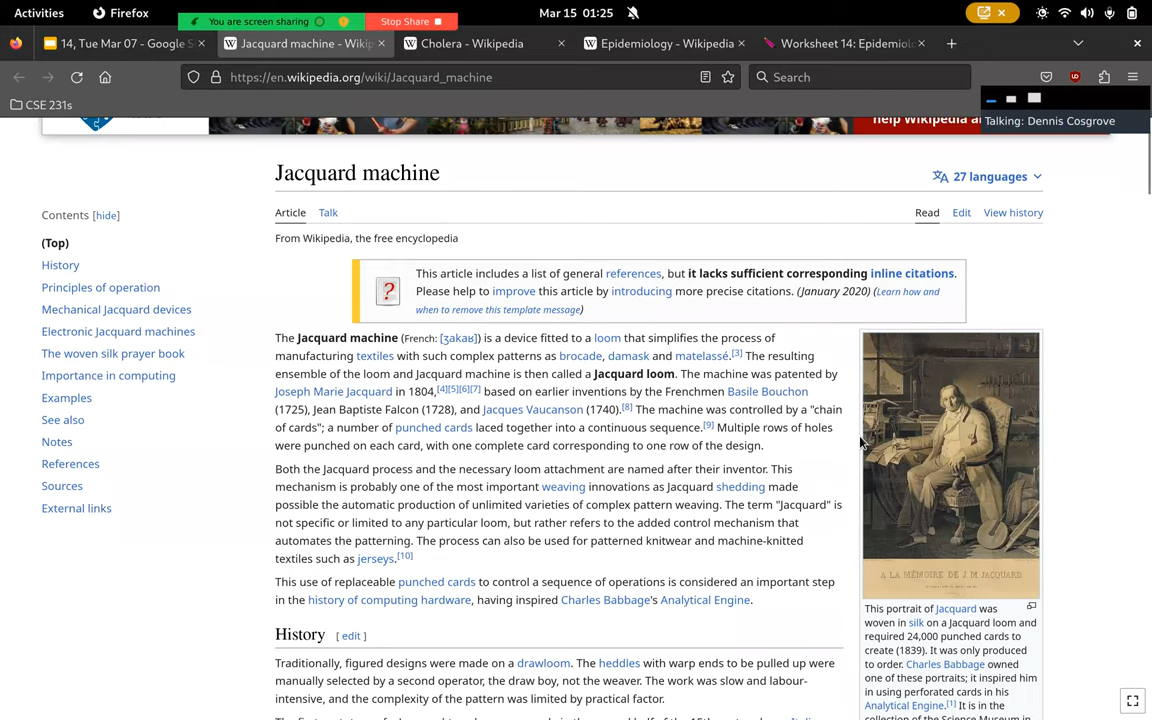 Activities
Firefox
You are screen sharing
Stop Share
Mar 15 01:25
14, Tue Mar 07 - Google S
Jacquard machine - Wikip
Cholera - Wikipedia
Epidemiology - Wikipedia
Worksheet 14: Epidemiol
https://en.wikipedia.org/wiki/Jacquard_machine
Search
CSE 231s
Talking: Dennis Cosgrove
help Wikipedia
Jacquard machine
27 languages
Article
Talk
Read
Edit
View history
From Wikipedia, the free encyclopedia
Contents [hide]
(Top)
History
Principles of operation
Mechanical Jacquard devices
Electronic Jacquard machines
The woven silk prayer book
Importance in computing
Examples
See also
Notes
References
Sources
External links
This article includes a list of general references, but it lacks sufficient corresponding inline citations.
Please help to improve this article by introducing more precise citations. (January 2020) (Learn how and
when to remove this template message)
The Jacquard machine (French: [ʒakaʁ]) is a device fitted to a loom that simplifies the process of
manufacturing textiles with such complex patterns as brocade, damask and matelassé.[3] The resulting
ensemble of the loom and Jacquard machine is then called a Jacquard loom. The machine was patented by
Joseph Marie Jacquard in 1804,[4][5][6][7] based on earlier inventions by the Frenchmen Basile Bouchon
(1725), Jean Baptiste Falcon (1728), and Jacques Vaucanson (1740).[8] The machine was controlled by a "chain
of cards"; a number of punched cards laced together into a continuous sequence.[9] Multiple rows of holes
were punched on each card, with one complete card corresponding to one row of the design.
Both the Jacquard process and the necessary loom attachment are named after their inventor. This
mechanism is probably one of the most important weaving innovations as Jacquard shedding made
possible the automatic production of unlimited varieties of complex pattern weaving. The term "Jacquard" is
not specific or limited to any particular loom, but rather refers to the added control mechanism that
automates the patterning. The process can also be used for patterned knitwear and machine-knitted
textiles such as jerseys.[10]
This use of replaceable punched cards to control a sequence of operations is considered an important step
in the history of computing hardware, having inspired Charles Babbage's Analytical Engine.
History [ edit ]
Traditionally, figured designs were made on a drawloom. The heddles with warp ends to be pulled up were
manually selected by a second operator, the draw boy, not the weaver. The work was slow and labour-
intensive, and the complexity of the pattern was limited by practical factor.
A LA MÉMOIRE DE J. M. JACQUARD
This portrait of Jacquard was
woven in silk on a Jacquard loom and
required 24,000 punched cards to
create (1839). It was only produced
to order. Charles Babbage owned
one of these portraits; it inspired him
in using perforated cards in his
Analytical Engine.[1] It is in the
collection of the Science Museum in